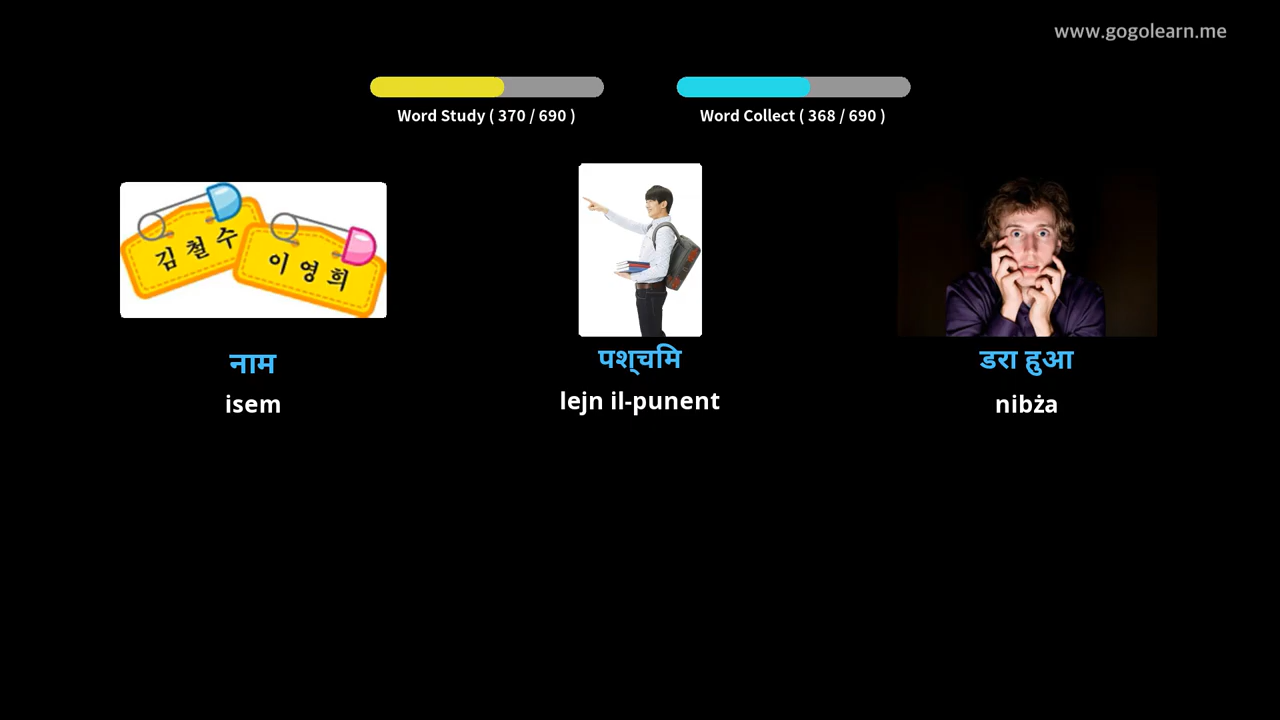 www.gogolearn.me
Word Study ( 370 / 690 )
Word Collect ( 368 / 690 )
김철수
이영희
नाम
पश्चमि
डरा हुआ
isem
lejn il-punent
nibża